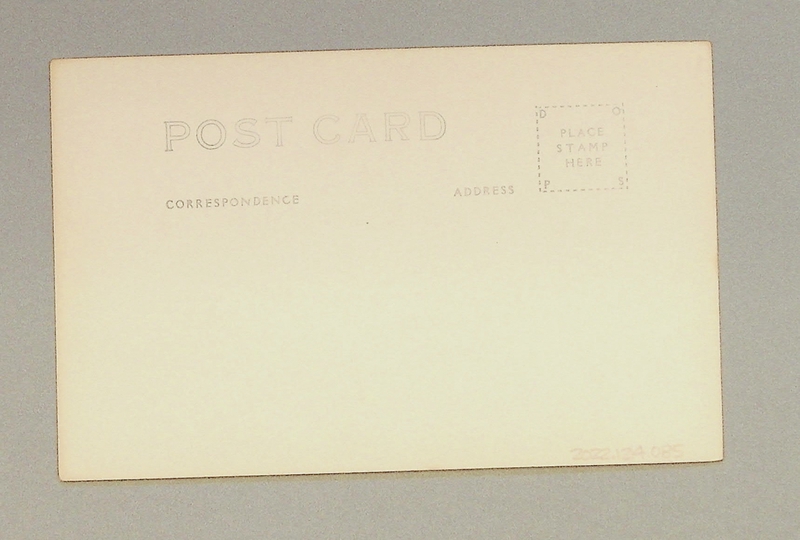 POST CARD
D O
PLACE
STAMP
HERE
P S
CORRESPONDENCE
ADDRESS